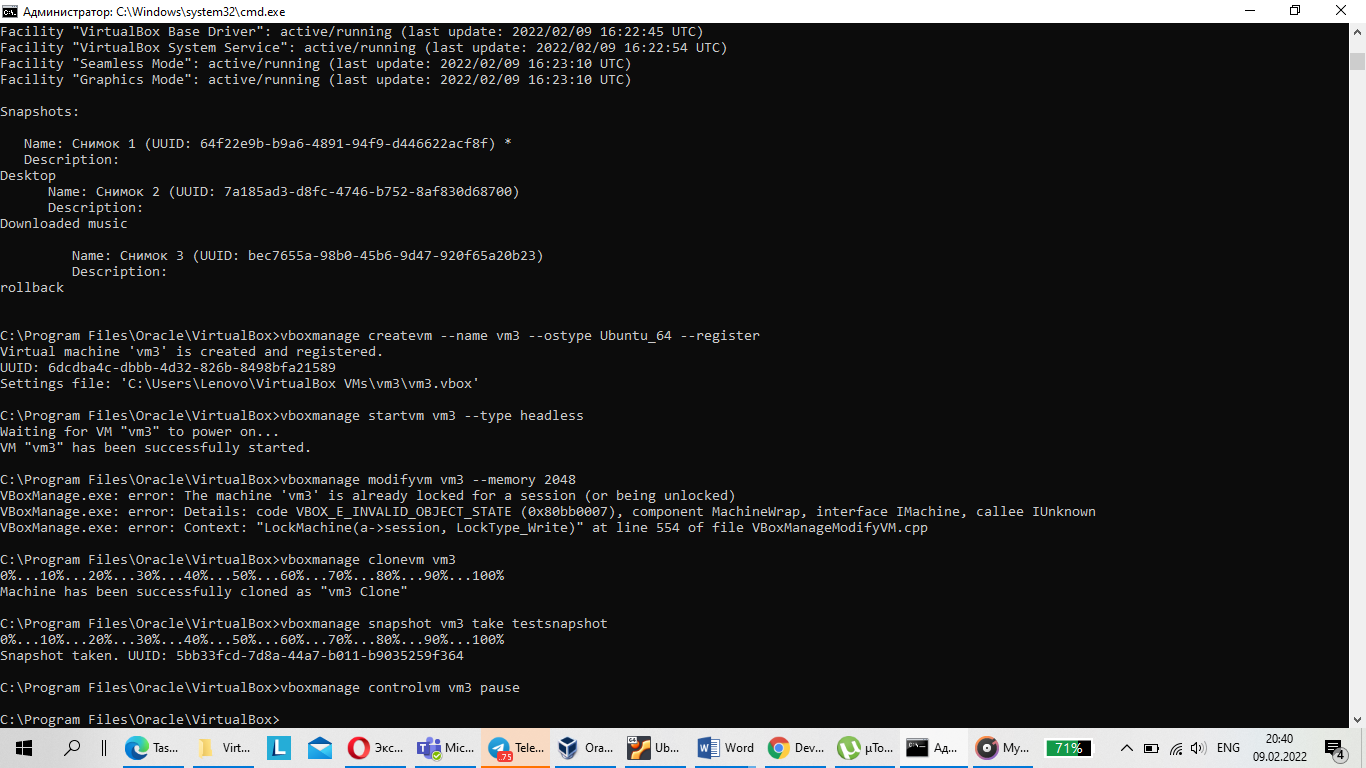 Администратор: C:\Windows\system32\cmd.exe
Facility "VirtualBox Base Driver": active/running (last update: 2022/02/09 16:22:45 UTC)
Facility "VirtualBox System Service": active/running (last update: 2022/02/09 16:22:54 UTC)
Facility "Seamless Mode": active/running (last update: 2022/02/09 16:23:10 UTC)
Facility "Graphics Mode": active/running (last update: 2022/02/09 16:23:10 UTC)
Snapshots:
Name: Снимок 1 (UUID: 64f22e9b-b9a6-4891-94f9-d446622acf8f) *
Description:
Desktop
Name: Снимок 2 (UUID: 7a185ad3-d8fc-4746-b752-8af830d68700)
Description:
Downloaded music
Name: Снимок 3 (UUID: bec7655a-98b0-45b6-9d47-920f65a20b23)
Description:
rollback
C:\Program Files\Oracle\VirtualBox>vboxmanage createvm --name vm3 --ostype Ubuntu_64 --register
Virtual machine 'vm3' is created and registered.
UUID: 6dcdba4c-dbbb-4d32-826b-8498bfa21589
Settings file: 'C:\Users\Lenovo\VirtualBox VMs\vm3\vm3.vbox'
C:\Program Files\Oracle\VirtualBox>vboxmanage startvm vm3 --type headless
Waiting for VM "vm3" to power on...
VM "vm3" has been successfully started.
C:\Program Files\Oracle\VirtualBox>vboxmanage modifyvm vm3 --memory 2048
VBoxManage.exe: error: The machine 'vm3' is already locked for a session (or being unlocked)
VBoxManage.exe: error: Details: code VBOX_E_INVALID_OBJECT_STATE (0x80bb0007), component MachineWrap, interface IMachine, callee IUnknown
VBoxManage.exe: error: Context: "LockMachine(a->session, LockType_Write)" at line 554 of file VBoxManageModifyVM.cpp
C:\Program Files\Oracle\VirtualBox>vboxmanage clonevm vm3
0%...10%...20%...30%...40%...50%...60%...70%...80%...90%...100%
Machine has been successfully cloned as "vm3 Clone"
C:\Program Files\Oracle\VirtualBox>vboxmanage snapshot vm3 take testsnapshot
0%...10%...20%...30%...40%...50%...60%...70%...80%...90%...100%
Snapshot taken. UUID: 5bb33fcd-7d8a-44a7-b011-b9035259f364
C:\Program Files\Oracle\VirtualBox>vboxmanage controlvm vm3 pause
C:\Program Files\Oracle\VirtualBox>
Tas... Virt... L Экс... Mic... Tele... 75 Ora... Ub... Word Dev... µTo... Ад... My... 71% ENG 20:40
09.02.2022 4